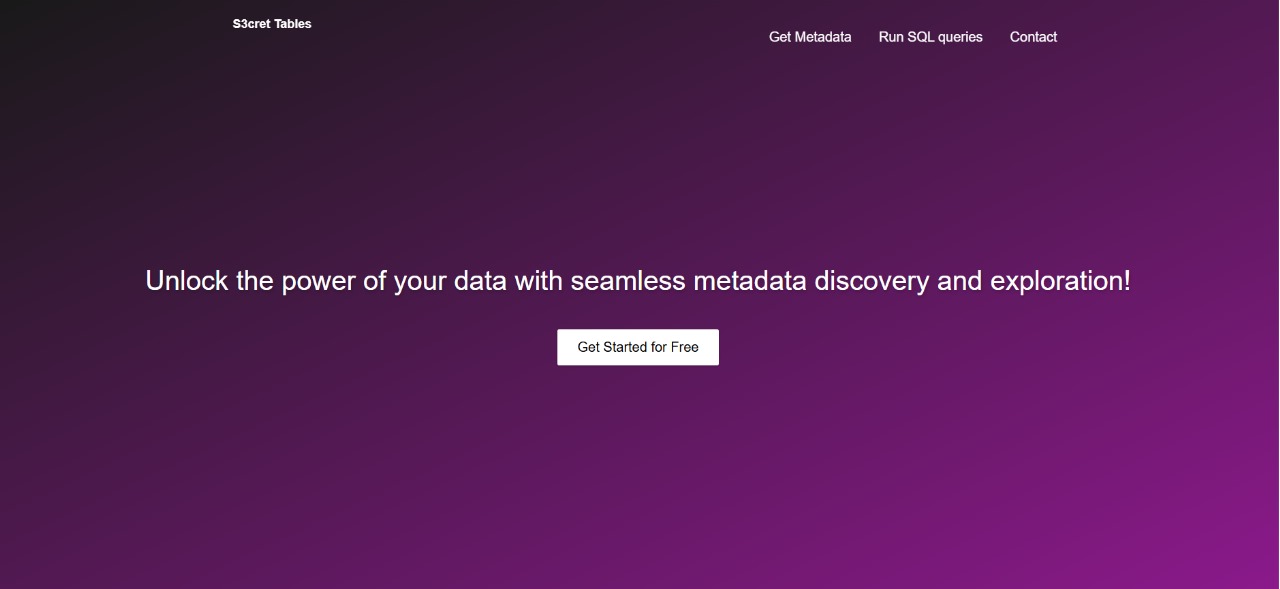 S3cret Tables
Get Metadata Run SQL queries Contact
Unlock the power of your data with seamless metadata discovery and exploration!
Get Started for Free